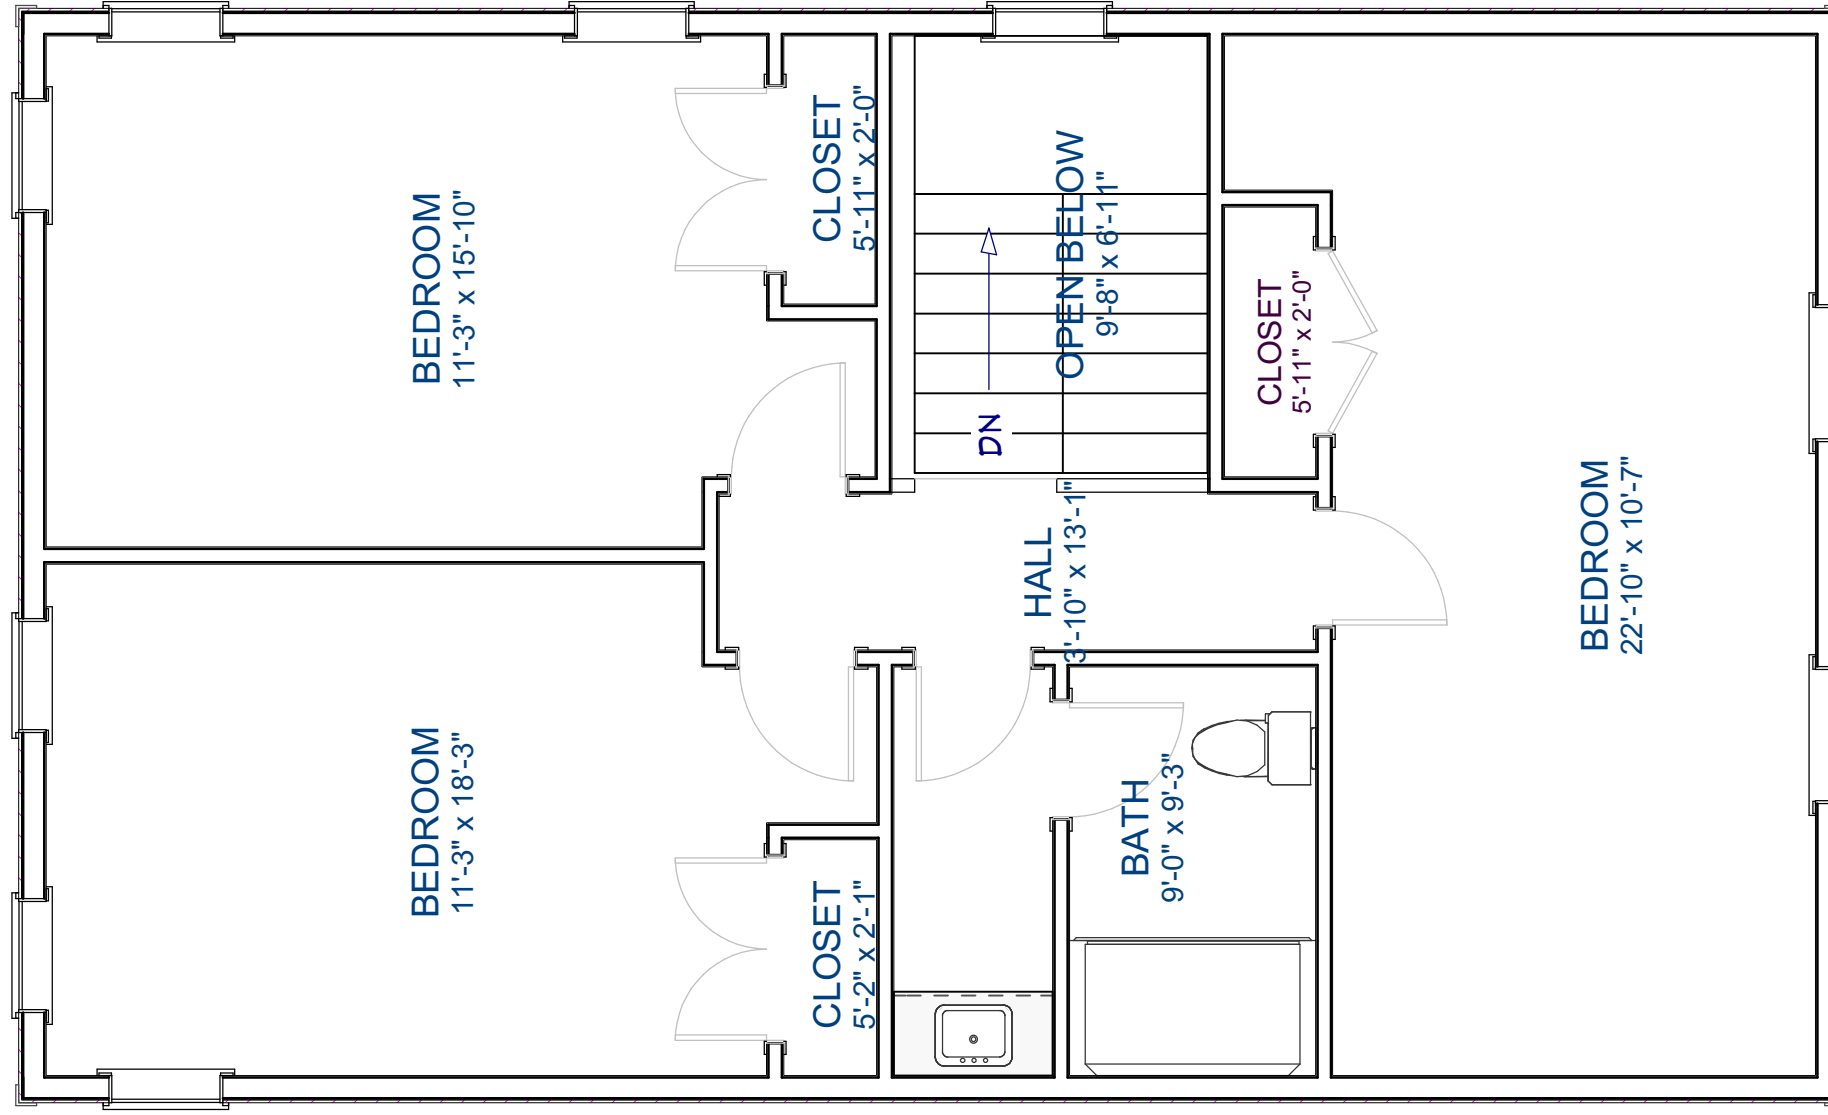 BEDROOM
11'-3" x 15'-10"
CLOSET
5'-11" x 2'-0"
OPEN BELOW
9'-8" x 6'-11"
DN
CLOSET
5'-11" x 2'-0"
BEDROOM
22'-10" x 10'-7"
HALL
3'-10" x 13'-1"
BEDROOM
11'-3" x 18'-3"
CLOSET
5'-2" x 2'-1"
BATH
9'-0" x 9'-3"